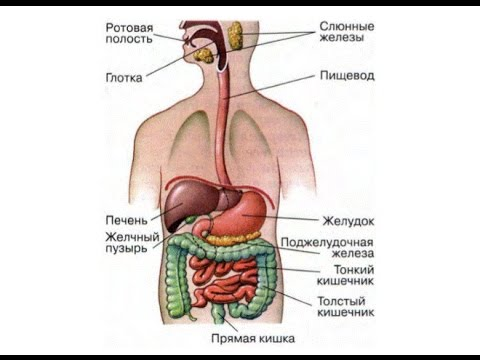 Ротовая
полость
Слюнные
железы
Глотка
Пищевод
Печень
Желудок
Желчный
пузырь
Поджелудочная
железа
Тонкий
кишечник
Толстый
кишечник
Прямая кишка